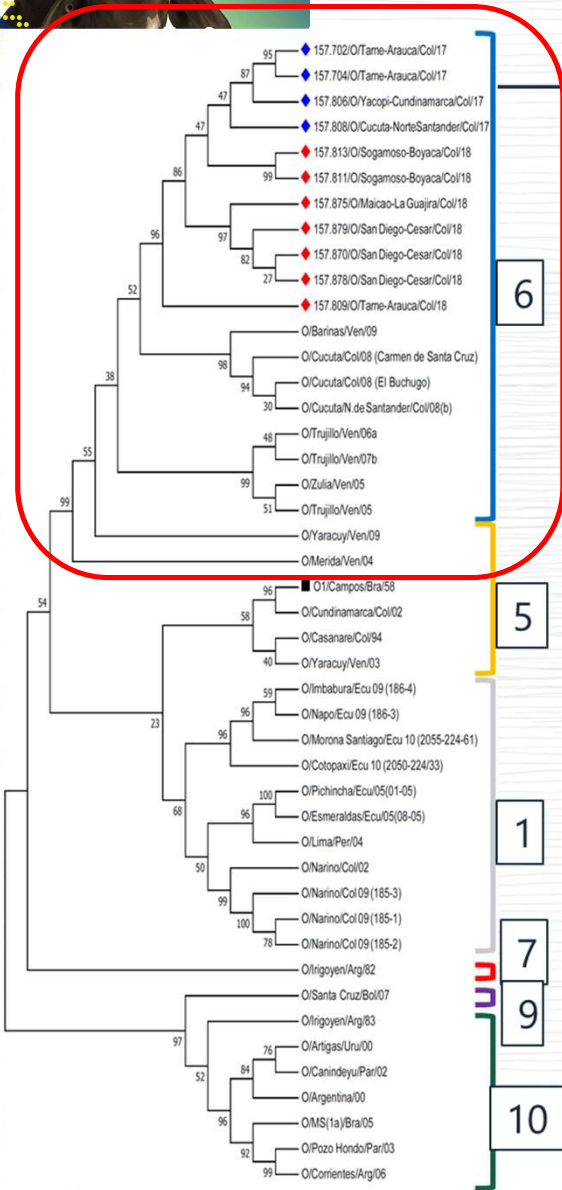 95
157.702/O/Tame-Arauca/Col/17
87
157.704/O/Tame-Arauca/Col/17
47
157.806/O/Yacopi-Cundinamarca/Col/17
47
157.808/O/Cucuta-NorteSantander/Col/17
86
157.813/O/Sogamoso-Boyaca/Col/18
99
157.811/O/Sogamoso-Boyaca/Col/18
157.875/O/Maicao-La Guajira/Col/18
96
97
157.879/O/San Diego-Cesar/Col/18
82
157.870/O/San Diego-Cesar/Col/18
27
157.878/O/San Diego-Cesar/Col/18
6
52
157.809/O/Tame-Arauca/Col/18
O/Barinas/Ven/09
98
O/Cucuta/Col/08 (Carmen de Santa Cruz)
38
94
O/Cucuta/Col/08 (El Buchugo)
30
O/Cucuta/N.deSantander/Col/08(b)
48
O/Trujillo/Ven/06a
55
O/Trujillo/Ven/07b
99
O/Zulia/Ven/05
51
O/Trujillo/Ven/05
99
O/Yaracuy/Ven/09
O/Merida/Ven/04
54
96
O1/Campos/Bra/58
58
O/Cundinamarca/Col/02
5
O/Casanare/Col/94
40
O/Yaracuy/Ven/03
59
O/Imbabura/Ecu 09 (186-4)
23
96
O/Napo/Ecu 09 (186-3)
96
O/Morona Santiago/Ecu 10 (2055-224-61)
O/Cotopaxi/Ecu 10 (2050-224/33)
100
O/Pichincha/Ecu/05(01-05)
68
96
O/Esmeraldas/Ecu/05(08-05)
1
O/Lima/Per/04
50
O/Narino/Col/02
99
O/Narino/Col 09 (185-3)
100
O/Narino/Col 09 (185-1)
78
O/Narino/Col 09 (185-2)
7
O/Irigoyen/Arg/82
O/Santa Cruz/Bol/07
9
97
O/Irigoyen/Arg/83
52
76
O/Artigas/Uru/00
84
O/Canindeyu/Par/02
O/Argentina/00
96
O/MS(1a)/Bra/05
10
92
O/Pozo Hondo/Par/03
99
O/Corrientes/Arg/06